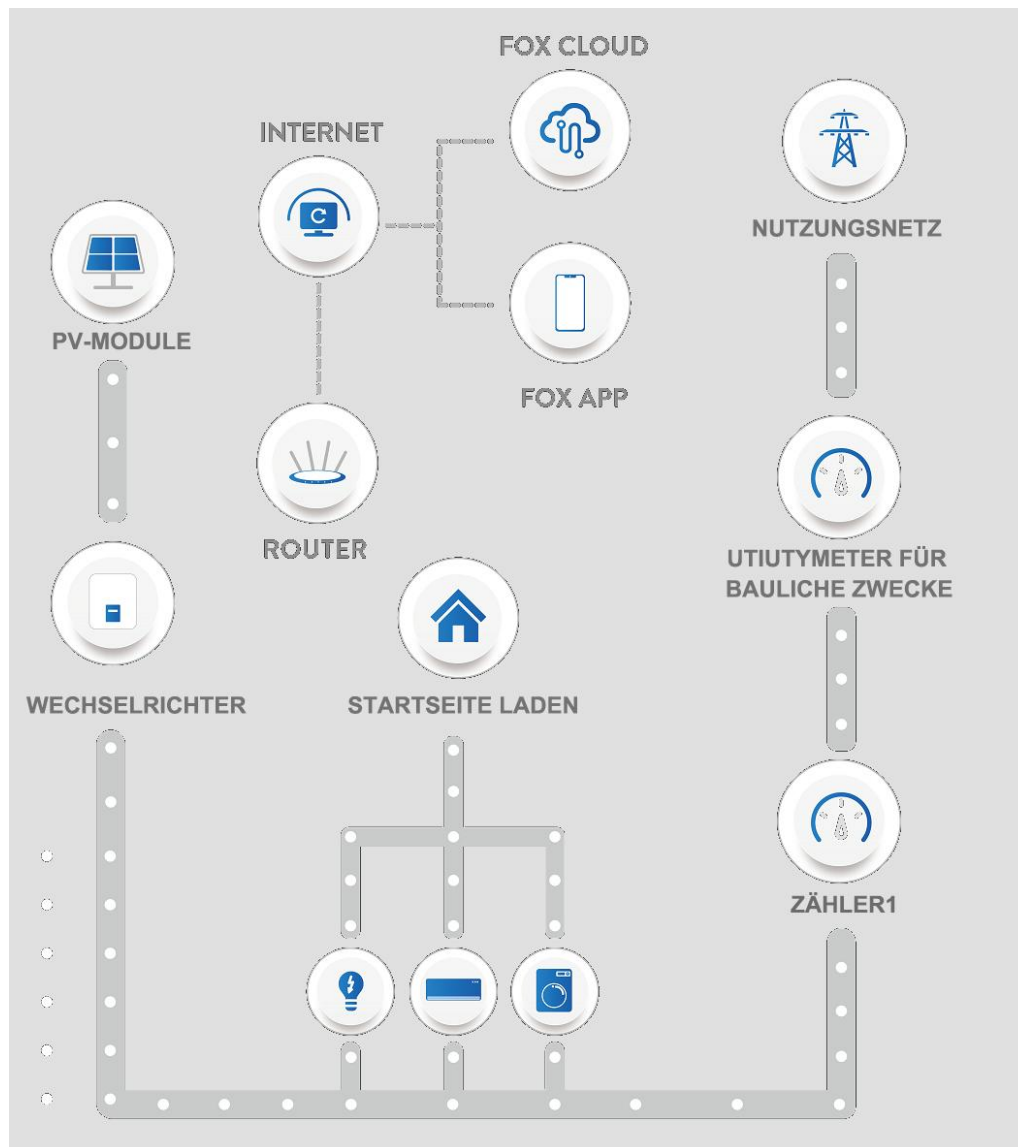 FOX CLOUD
INTERNET
NUTZUNGSNETZ
PV-MODULE
FOX APP
ROUTER
UTIUTYMETER FÜR
BAULICHE ZWECKE
WECHSELRICHTER
STARTSEITE LADEN
ZÄHLER1